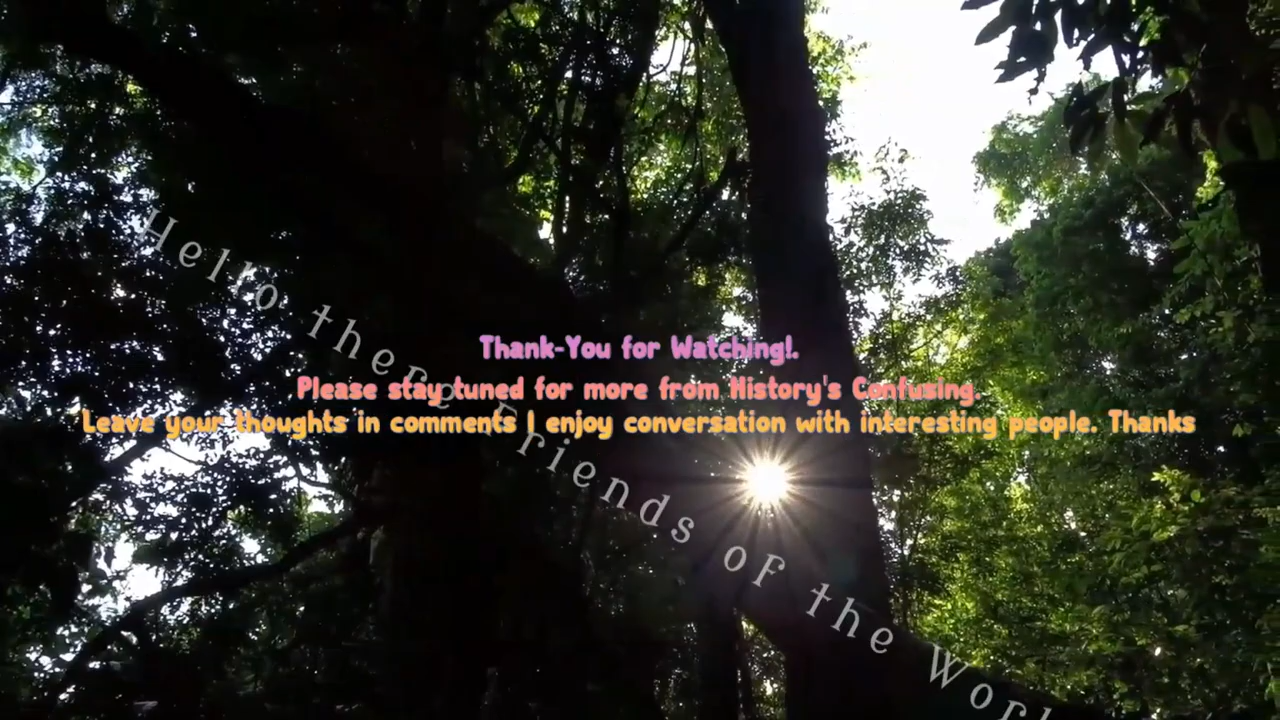 Hello there Friends of the Worl
Thank-You for Watching!.
Please stay tuned for more from History's Confusing.
Leave your thoughts in comments I enjoy conversation with interesting people. Thanks